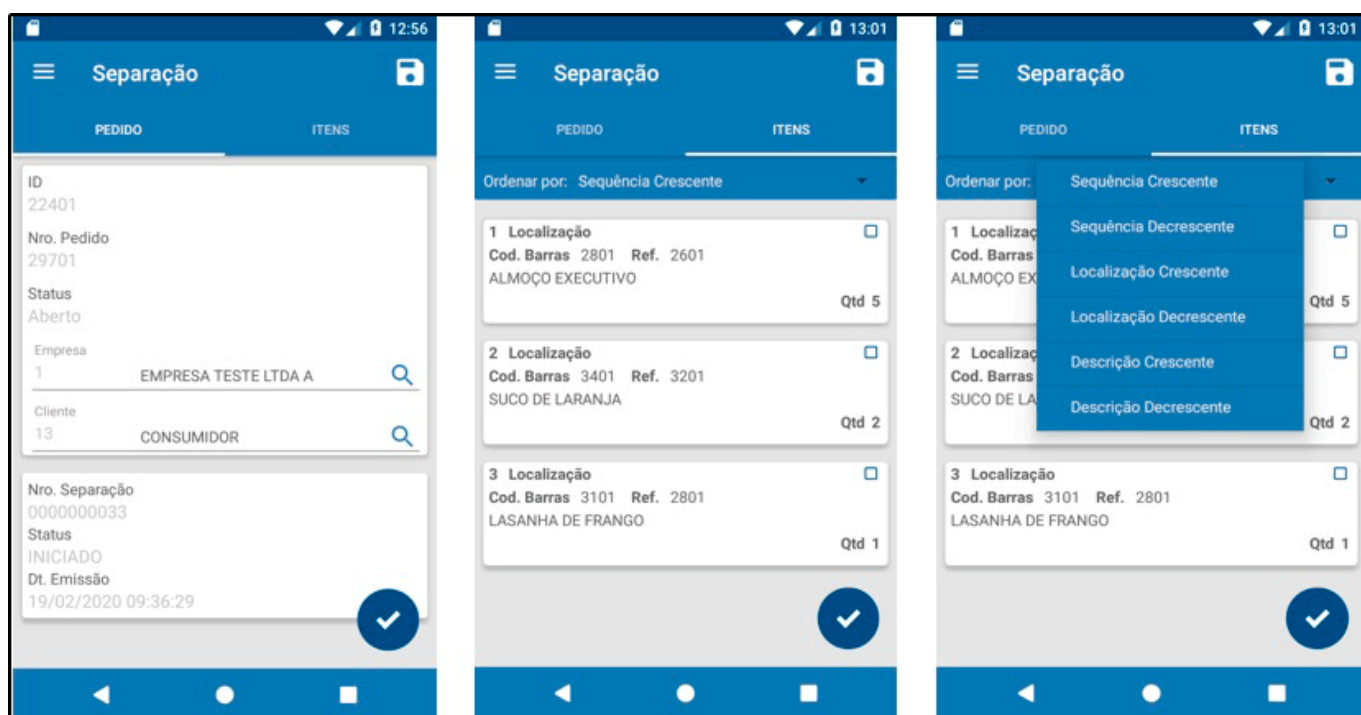 12:56
Separação
PEDIDO ITENS
ID
22401
Nro. Pedido
29701
Status
Aberto
Empresa
1 EMPRESA TESTE LTDA A
Cliente
13 CONSUMIDOR
Nro. Separação
0000000033
Status
INICIADO
Dt. Emissão
19/02/2020 09:36:29
13:01
Separação
PEDIDO ITENS
Ordenar por: Sequência Crescente
1 Localização
Cod. Barras 2801 Ref. 2601
ALMOÇO EXECUTIVO
Qtd 5
2 Localização
Cod. Barras 3401 Ref. 3201
SUCO DE LARANJA
Qtd 2
3 Localização
Cod. Barras 3101 Ref. 2801
LASANHA DE FRANGO
Qtd 1
13:01
Separação
PEDIDO ITENS
Ordenar por:
Sequência Crescente
Sequência Decrescente
Localização Crescente
Localização Decrescente
Descrição Crescente
Descrição Decrescente
1 Localizaç
Cod. Barras
ALMOÇO EX
Qtd 5
2 Localizaç
Cod. Barras
SUCO DE LA
Qtd 2
3 Localização
Cod. Barras 3101 Ref. 2801
LASANHA DE FRANGO
Qtd 1